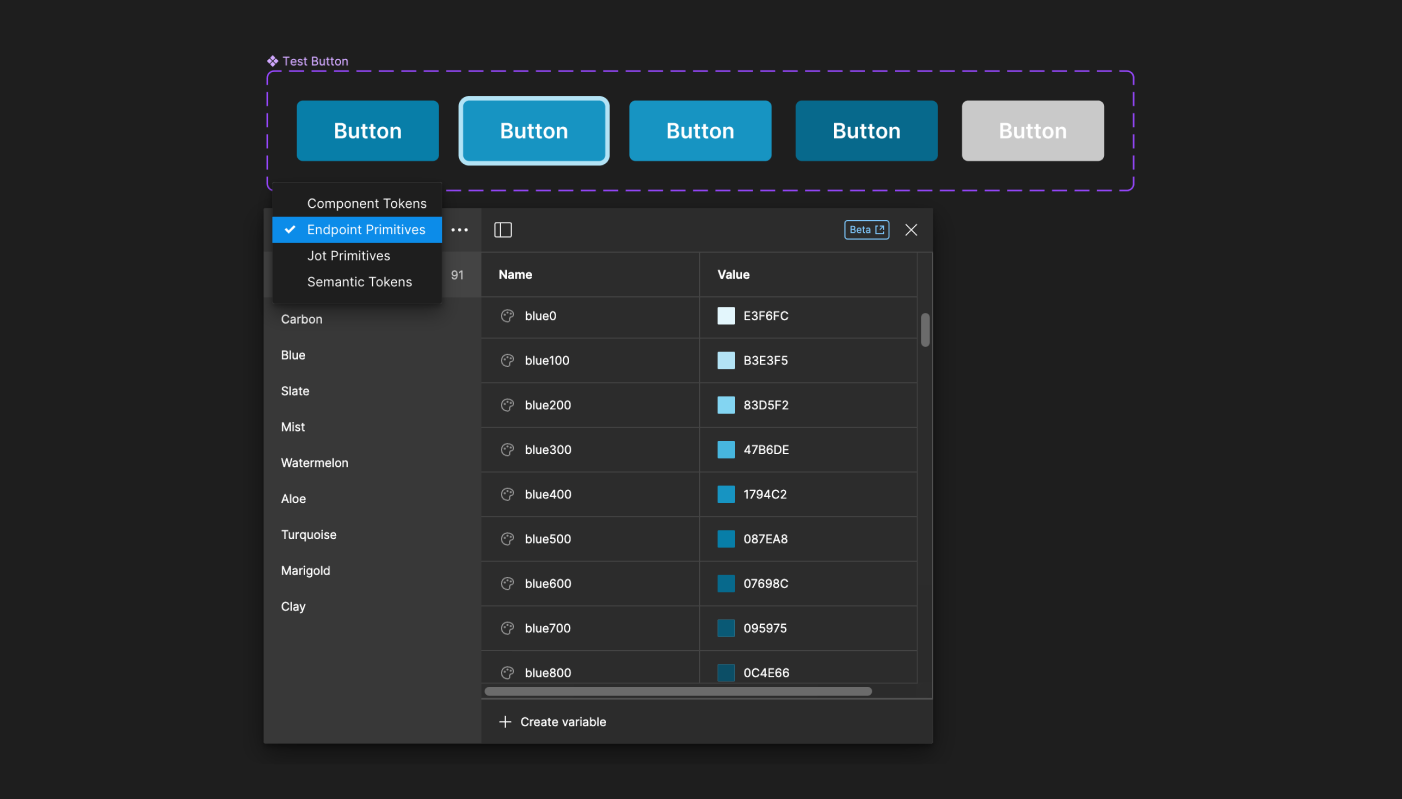 Test Button
Button Button Button Button Button
Component Tokens
Endpoint Primitives
Jot Primitives
Semantic Tokens
Beta
91
Name Value
Carbon
Blue
Slate
Mist
Watermelon
Aloe
Turquoise
Marigold
Clay
blue0 E3F6FC
blue100 B3E3F5
blue200 83D5F2
blue300 47B6DE
blue400 1794C2
blue500 087EA8
blue600 07698C
blue700 095975
blue800 0C4E66
Create variable